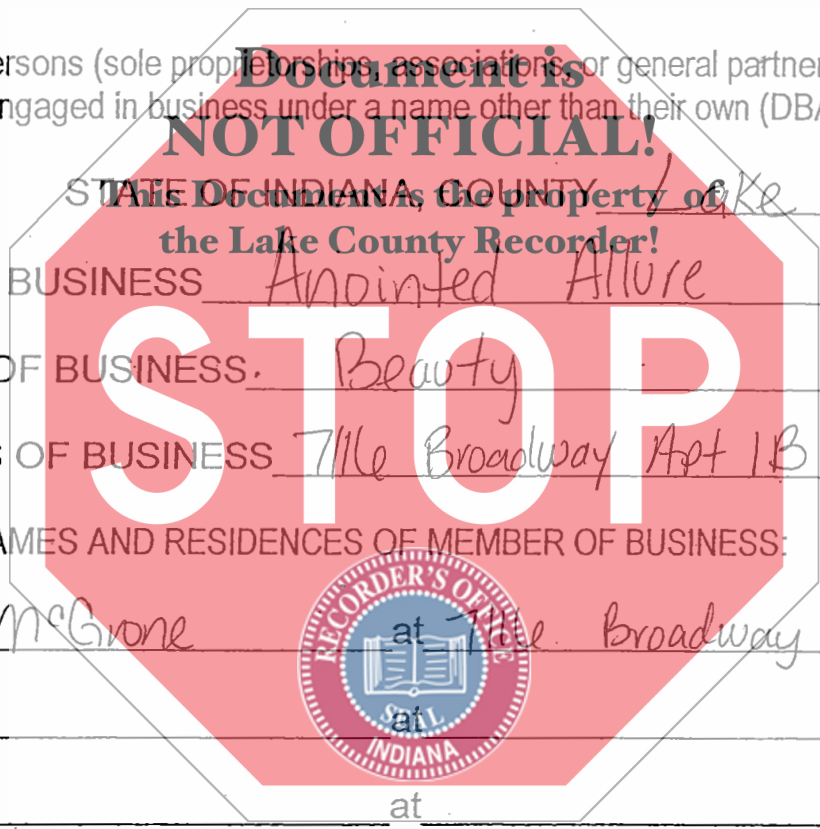 Document is
ersons (sole proprietorships, associations, or general partner
ngaged in business under a name other than their own (DBA
NOT OFFICIAL!
STATE OF INDIANA, COUNTY Lake
This Document is the property of
the Lake County Recorder!
BUSINESS Anointed Allure
OF BUSINESS. Beauty
STOP
OF BUSINESS 7116 Broadway Apt 1B
AMES AND RESIDENCES OF MEMBER OF BUSINESS:
RECORDER'S OFFICE
McGrone at 7116 Broadway
SEAL
at
INDIANA
at